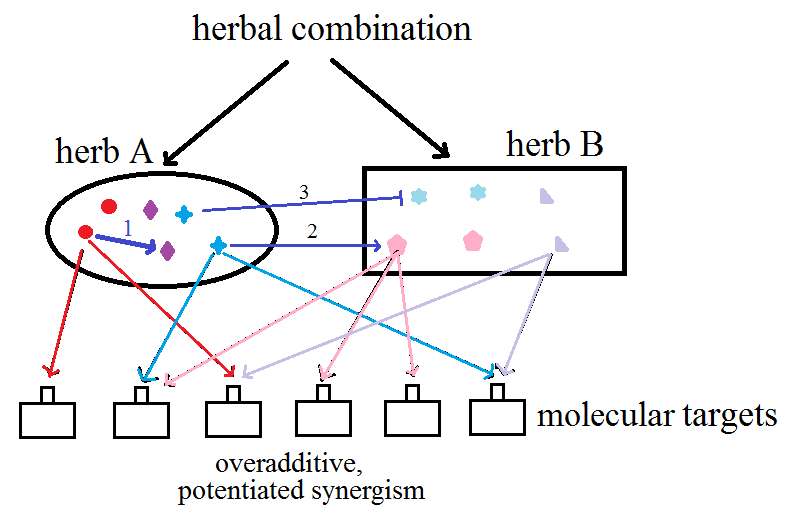 herbal combination
herb A
herb B
3
1
2
molecular targets
overadditive,
potentiated synergism